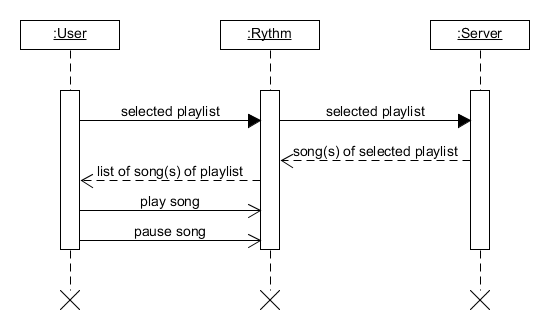 :User
:Rythm
:Server
selected playlist
selected playlist
song(s) of selected playlist
list of song(s) of playlist
play song
pause song